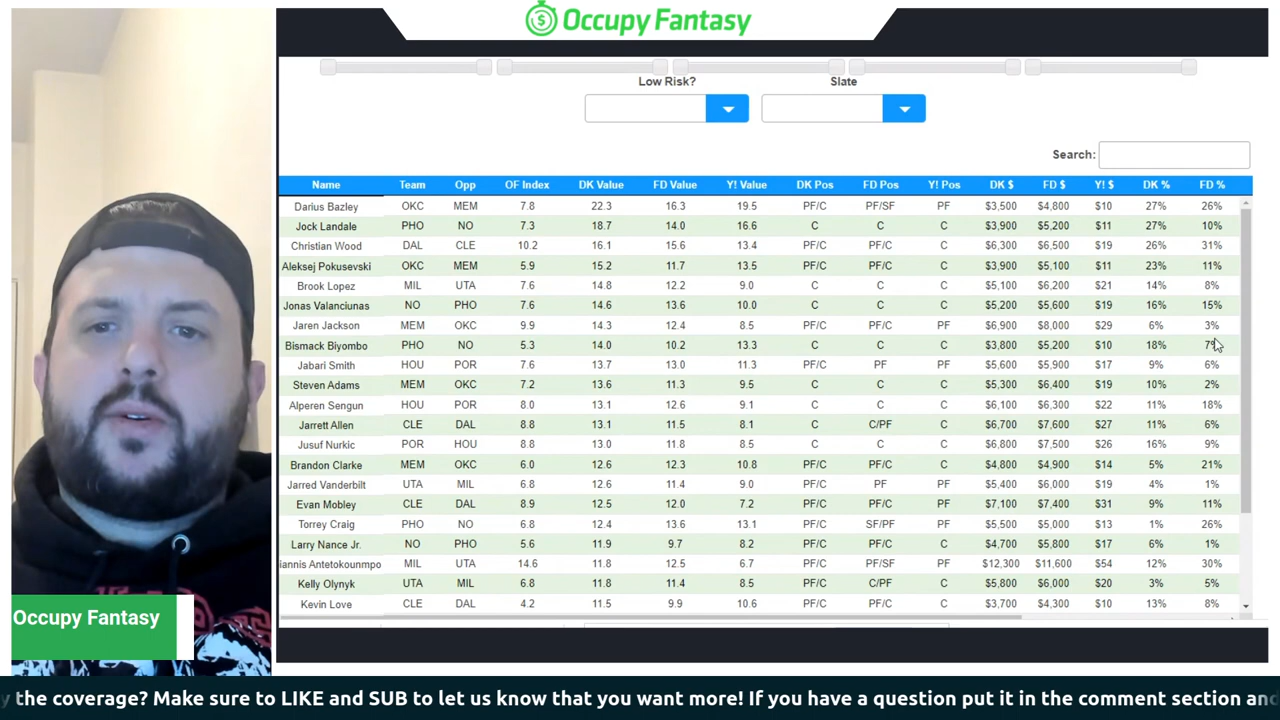 Occupy Fantasy
Low Risk? Slate
Search:
Name Team Opp OF Index DK Value FD Value Y! Value DK Pos FD Pos Y! Pos DK $ FD $ Y! $ DK % FD %
Darius Bazley OKC MEM 7.8 22.3 16.3 19.5 PF/C PF/SF PF $3,500 $4,800 $10 27% 26%
Jock Landale PHO NO 7.3 18.7 14.0 16.6 C C C $3,900 $5,200 $11 27% 10%
Christian Wood DAL CLE 10.2 16.1 15.6 13.4 PF/C PF/C C $6,300 $6,500 $19 26% 31%
Aleksej Pokusevski OKC MEM 5.9 15.2 11.7 13.5 PF/C PF/C C $3,900 $5,100 $11 23% 11%
Brook Lopez MIL UTA 7.6 14.8 12.2 9.0 C C C $5,100 $6,200 $21 14% 8%
Jonas Valanciunas NO PHO 7.6 14.6 13.6 10.0 C C C $5,200 $5,600 $19 16% 15%
Jaren Jackson MEM OKC 9.9 14.3 12.4 8.5 PF/C PF/C PF $6,900 $8,000 $29 6% 3%
Bismack Biyombo PHO NO 5.3 14.0 10.2 13.3 C C C $3,800 $5,200 $10 18% 7%
Jabari Smith HOU POR 7.6 13.7 13.0 11.3 PF/C PF PF $5,600 $5,900 $17 9% 6%
Steven Adams MEM OKC 7.2 13.6 11.3 9.5 C C C $5,300 $6,400 $19 10% 2%
Alperen Sengun HOU POR 8.0 13.1 12.6 9.1 C C C $6,100 $6,300 $22 11% 18%
Jarrett Allen CLE DAL 8.8 13.1 11.5 8.1 C C/PF C $6,700 $7,600 $27 11% 6%
Jusuf Nurkic POR HOU 8.8 13.0 11.8 8.5 C C C $6,800 $7,500 $26 16% 9%
Brandon Clarke MEM OKC 6.0 12.6 12.3 10.8 PF/C PF/C C $4,800 $4,900 $14 5% 21%
Jarred Vanderbilt UTA MIL 6.8 12.6 11.4 9.0 PF/C PF PF $5,400 $6,000 $19 4% 1%
Evan Mobley CLE DAL 8.9 12.5 12.0 7.2 PF/C PF/C C $7,100 $7,400 $31 9% 11%
Torrey Craig PHO NO 6.8 12.4 13.6 13.1 PF/C SF/PF PF $5,500 $5,000 $13 1% 26%
Larry Nance Jr. NO PHO 5.6 11.9 9.7 8.2 PF/C PF/C C $4,700 $5,800 $17 6% 1%
iannis Antetokounmpo MIL UTA 14.6 11.8 12.5 6.7 PF/C PF/SF PF $12,300 $11,600 $54 12% 30%
Kelly Olynyk UTA MIL 6.8 11.8 11.4 8.5 PF/C C/PF C $5,800 $6,000 $20 3% 5%
Kevin Love CLE DAL 4.2 11.5 9.9 10.6 PF/C PF/C C $3,700 $4,300 $10 13% 8%
Occupy Fantasy
y the coverage? Make sure to LIKE and SUB to let us know that you want more! If you have a question put it in the comment section and